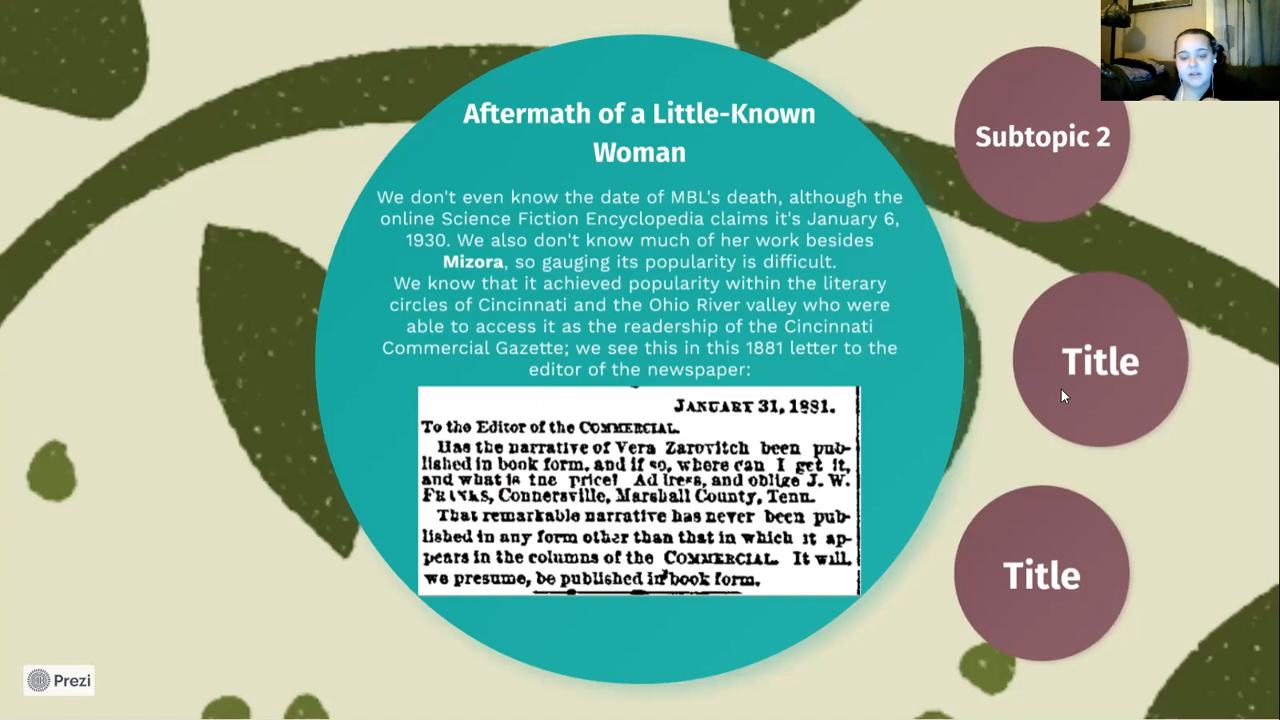 Aftermath of a Little-Known
Woman
We don't even know the date of MBL's death, although the
online Science Fiction Encyclopedia claims it's January 6,
1930. We also don't know much of her work besides
Mizora, so gauging its popularity is difficult.
We know that it achieved popularity within the literary
circles of Cincinnati and the Ohio River valley who were
able to access it as the readership of the Cincinnati
Commercial Gazette; we see this in this 1881 letter to the
editor of the newspaper:
JANUARY 31, 1881.
To the Editor of the COMMERCIAL.
Has the narrative of Vera Zarovitch been pub-
lished in book form, and if so, where can I get it,
and what is the price? Address, and oblige J. W.
Connersville, Marshall County, Tenn.
That remarkable narrative has never been pub-
lished in any form other than that in which it ap-
pears in the columns of the COMMERCIAL. It will,
we presume, be published in book form.
Subtopic 2
Title
Title
Prezi